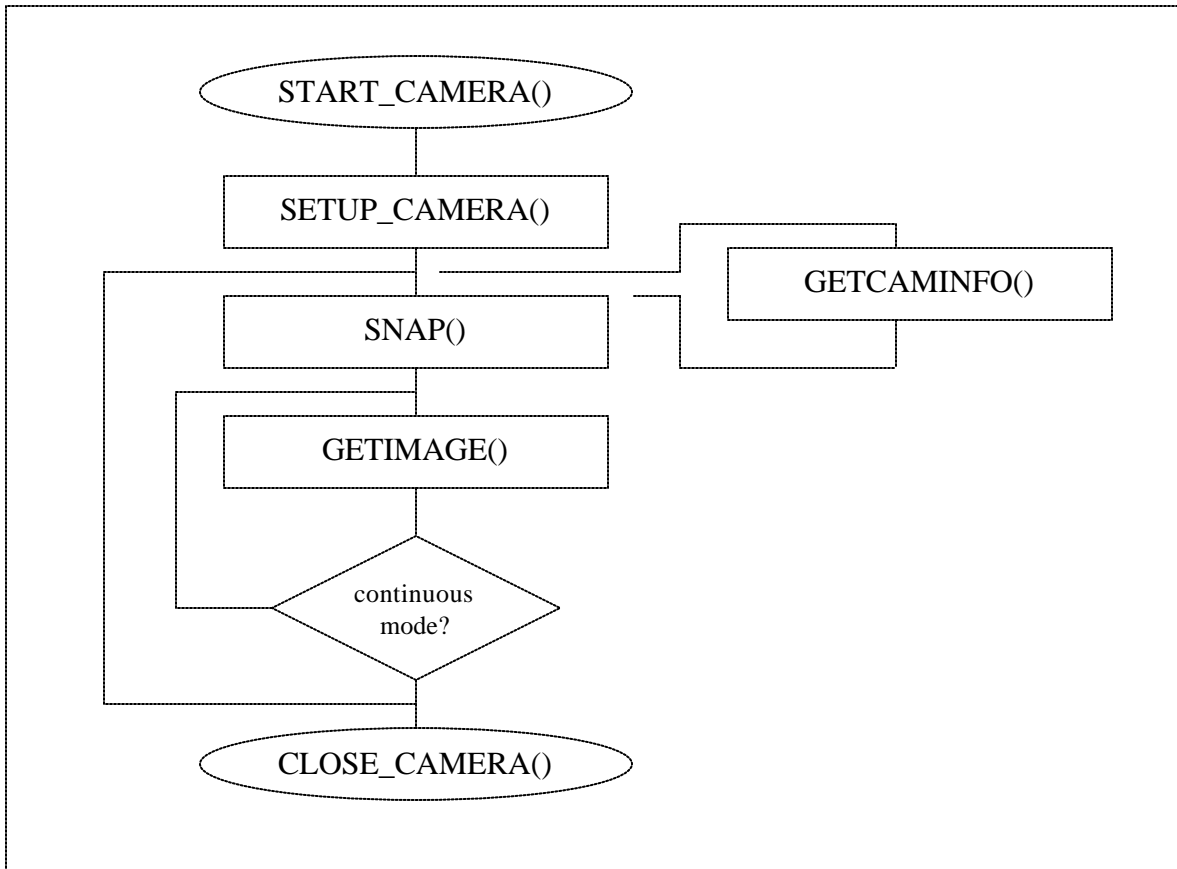 START_CAMERA()
SETUP_CAMERA()
GETCAMINFO()
SNAP()
GETIMAGE()
continuous
mode?
CLOSE_CAMERA()